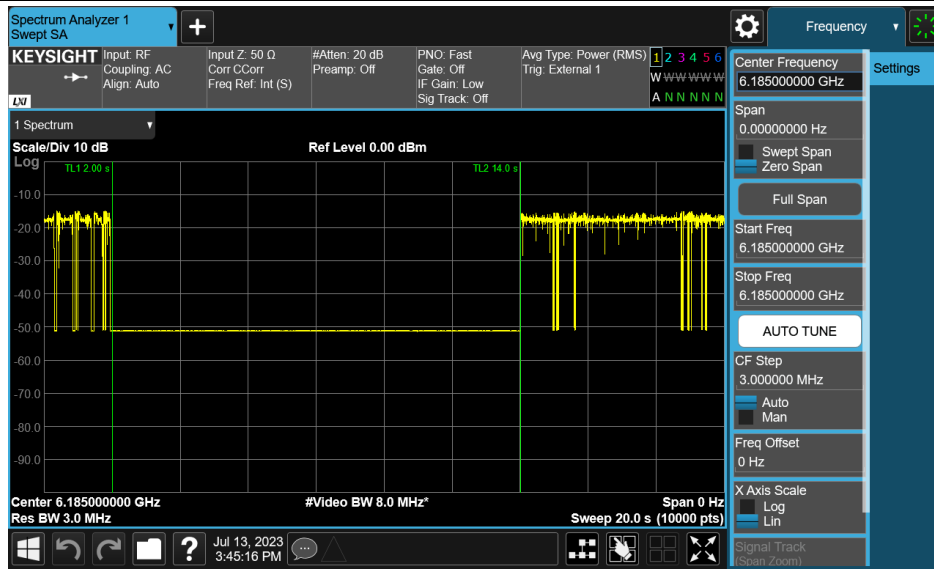 Spectrum Analyzer 1
Swept SA
+
Frequency
KEYSIGHT
LXI
Input: RF
Coupling: AC
Align: Auto
Input Z: 50 Ω
Corr CCorr
Freq Ref: Int (S)
#Atten: 20 dB
Preamp: Off
PNO: Fast
Gate: Off
IF Gain: Low
Sig Track: Off
Avg Type: Power (RMS)
Trig: External 1
1 2 3 4 5 6
W W W W W W
A N N N N N
1 Spectrum
Scale/Div 10 dB
Ref Level 0.00 dBm
Log
TL1 2.00 s
TL2 14.0 s
-10.0
-20.0
-30.0
-40.0
-50.0
-60.0
-70.0
-80.0
-90.0
Center 6.185000000 GHz
#Video BW 8.0 MHz*
Span 0 Hz
Res BW 3.0 MHz
Sweep 20.0 s (10000 pts)
?
Jul 13, 2023
3:45:16 PM
Center Frequency
6.185000000 GHz
Settings
Span
0.00000000 Hz
Swept Span
Zero Span
Full Span
Start Freq
6.185000000 GHz
Stop Freq
6.185000000 GHz
AUTO TUNE
CF Step
3.000000 MHz
Auto
Man
Freq Offset
0 Hz
X Axis Scale
Log
Lin
Signal Track
(Span Zoom)